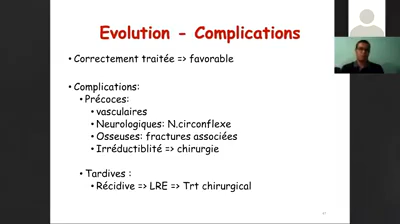 Evolution - Complications
• Correctement traitée => favorable
• Complications:
• Précoces:
• vasculaires
• Neurologiques: N.circonflexe
• Osseuses: fractures associées
• Irréductiblité => chirurgie
• Tardives :
• Récidive => LRE => Trt chirurgical